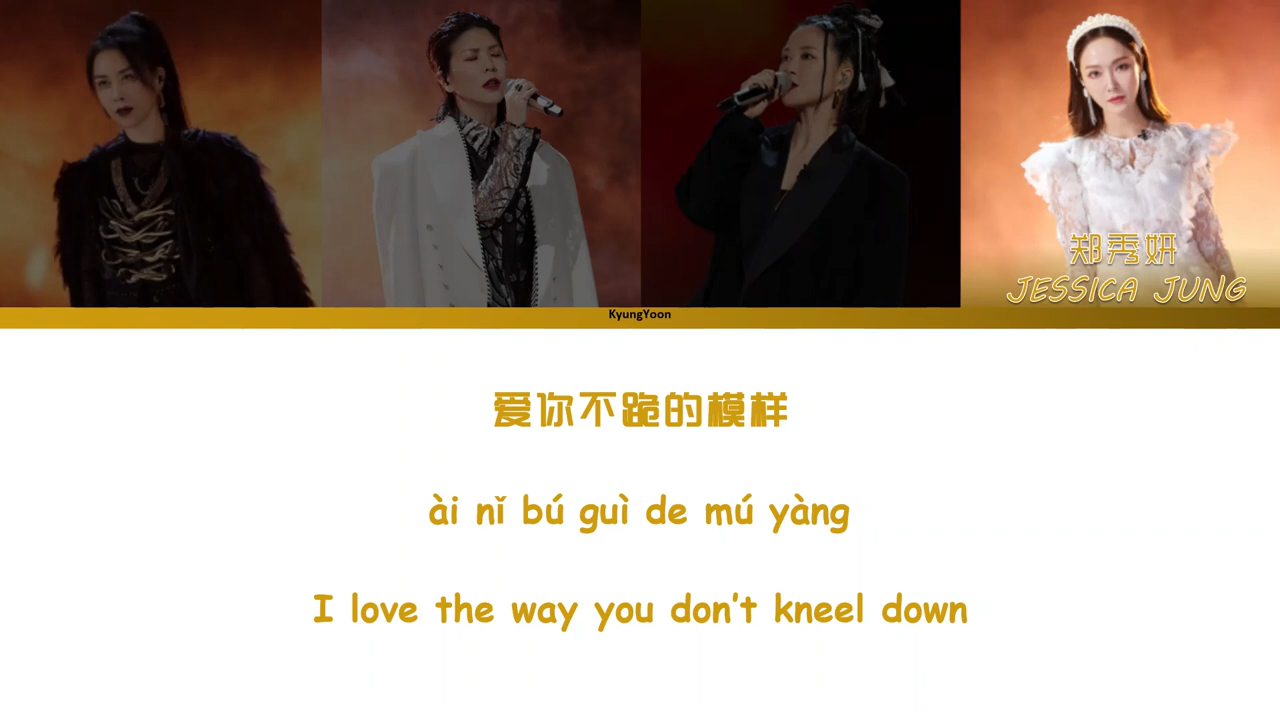 郑秀妍
JESSICA JUNG
KyungYoon
爱你不跪的模样
ài nǐ bú guì de mú yàng
I love the way you don't kneel down